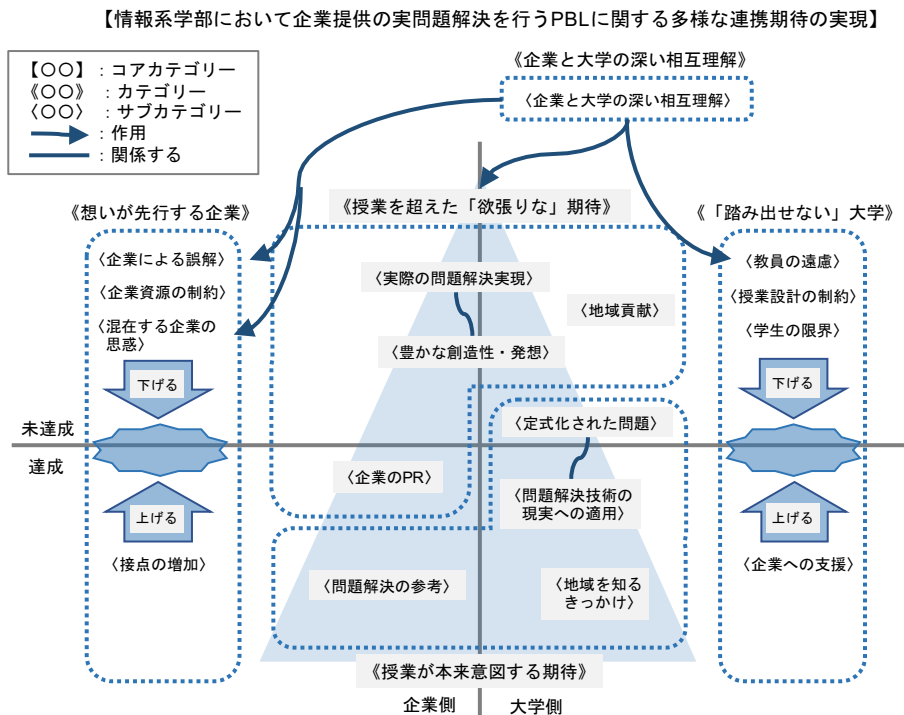 【情報系学部において企業提供の実問題解決を行うPBLに関する多様な連携期待の実現】
【○○】：コアカテゴリー
《○○》：カテゴリー
〈○○〉：サブカテゴリー
：作用
：関係する
《企業と大学の深い相互理解》
〈企業と大学の深い相互理解〉
《想いが先行する企業》
〈企業による誤解〉
〈企業資源の制約〉
〈混在する企業の
思惑〉
下げる
上げる
〈接点の増加〉
未達成
達成
《授業を超えた「欲張りな」期待》
〈実際の問題解決実現〉
〈地域貢献〉
〈豊かな創造性・発想〉
〈定式化された問題〉
〈企業のPR〉
〈問題解決技術の
現実への適用〉
〈問題解決の参考〉
〈地域を知る
きっかけ〉
《授業が本来意図する期待》
企業側
大学側
《「踏み出せない」大学》
〈教員の遠慮〉
〈授業設計の制約〉
〈学生の限界〉
下げる
上げる
〈企業への支援〉